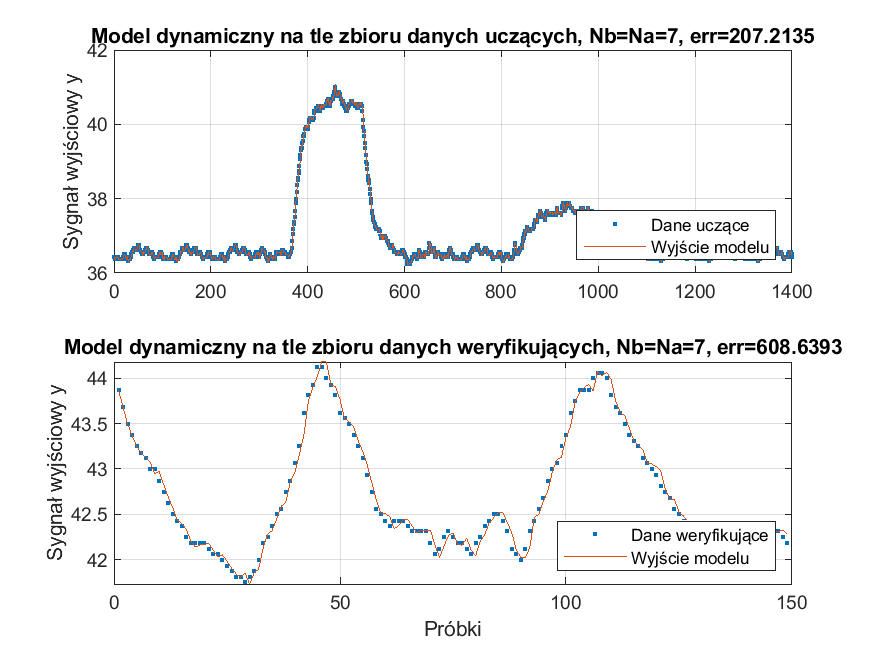 Model dynamiczny na tle zbioru danych uczących, Nb=Na=7, err=207.2135
42
40
38
36
Sygnał wyjściowy y
Dane uczące
Wyjście modelu
0 200 400 600 800 1000 1200 1400
Model dynamiczny na tle zbioru danych weryfikujących, Nb=Na=7, err=608.6393
44
43.5
43
42.5
42
Sygnał wyjściowy y
Dane weryfikujące
Wyjście modelu
0 50 100 150
Próbki